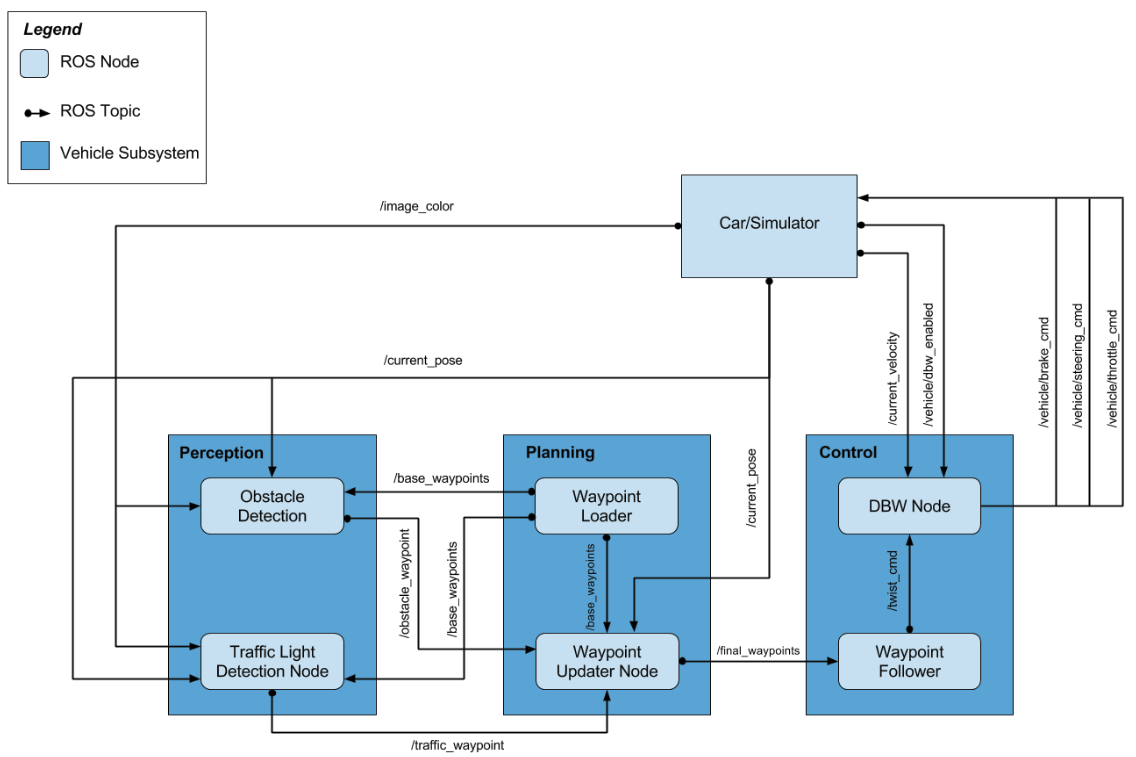 Legend
ROS Node
ROS Topic
Vehicle Subsystem
/image_color
Car/Simulator
/current_pose
/current_velocity
/vehicle/dbw_enabled
/vehicle/brake_cmd
/vehicle/steering_cmd
/vehicle/throttle_cmd
Perception
Planning
Control
/base_waypoints
/current_pose
Obstacle
Detection
Waypoint
Loader
DBW Node
/obstacle_waypoint
/base_waypoints
/base_waypoints
/twist_cmd
Traffic Light
Detection Node
Waypoint
Updater Node
/final_waypoints
Waypoint
Follower
/traffic_waypoint